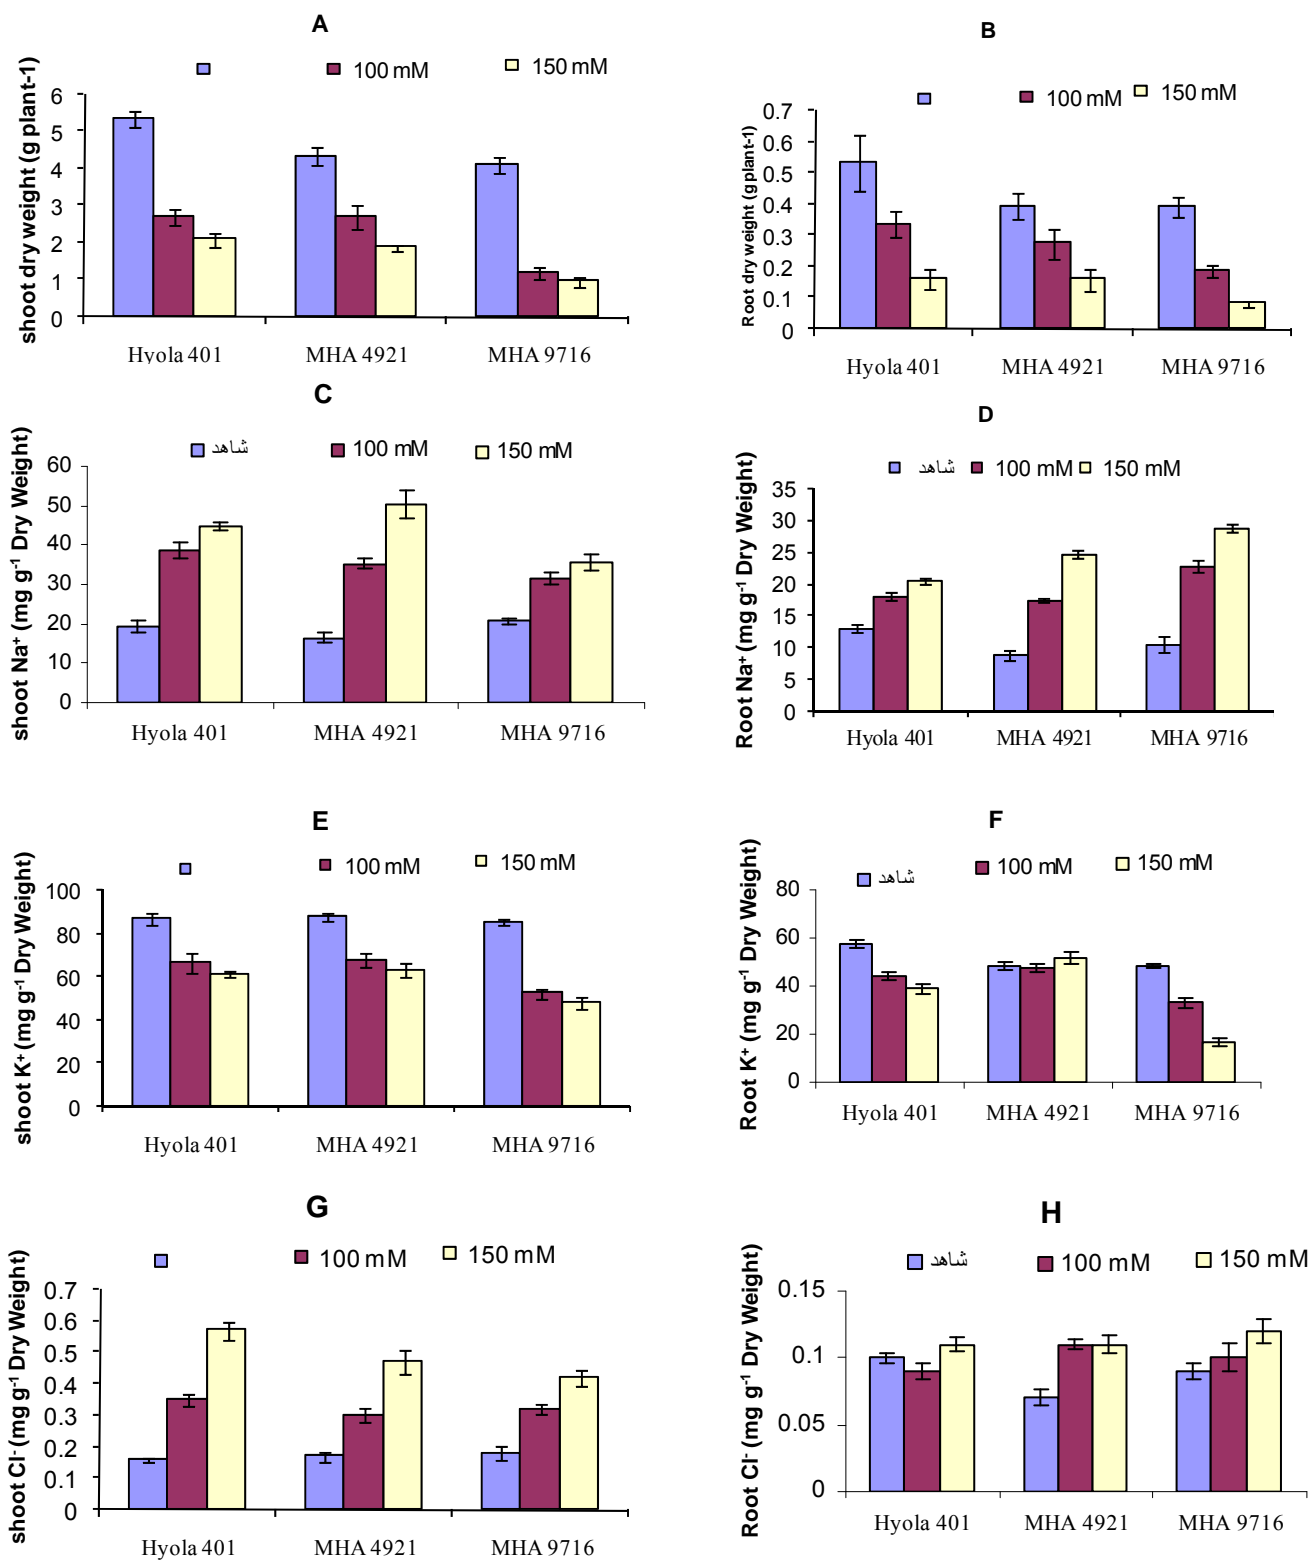 A
100 mM
150 mM
shoot dry weight (g plant-1)
6
5
4
3
2
1
0
Hyola 401
MHA 4921
MHA 9716
B
100 mM
150 mM
Root dry weight (gplant-1)
0.7
0.6
0.5
0.4
0.3
0.2
0.1
0
Hyola 401
MHA 4921
MHA 9716
C
شاهد
100 mM
150 mM
shoot Na⁺ (mg g⁻¹ Dry Weight)
60
50
40
30
20
10
0
Hyola 401
MHA 4921
MHA 9716
D
شاهد
100 mM
150 mM
Root Na⁺ (mg g⁻¹ Dry Weight)
35
30
25
20
15
10
5
0
Hyola 401
MHA 4921
MHA 9716
E
100 mM
150 mM
shoot K⁺ (mg g⁻¹ Dry Weight)
100
80
60
40
20
0
Hyola 401
MHA 4921
MHA 9716
F
شاهد
100 mM
150 mM
Root K⁺ (mg g⁻¹ Dry Weight)
80
60
40
20
0
Hyola 401
MHA 4921
MHA 9716
G
100 mM
150 mM
shoot Cl⁻ (mg g⁻¹ Dry Weight)
0.7
0.6
0.5
0.4
0.3
0.2
0.1
0
Hyola 401
MHA 4921
MHA 9716
H
شاهد
100 mM
150 mM
Root Cl⁻ (mg g⁻¹ Dry Weight)
0.15
0.1
0.05
0
Hyola 401
MHA 4921
MHA 9716